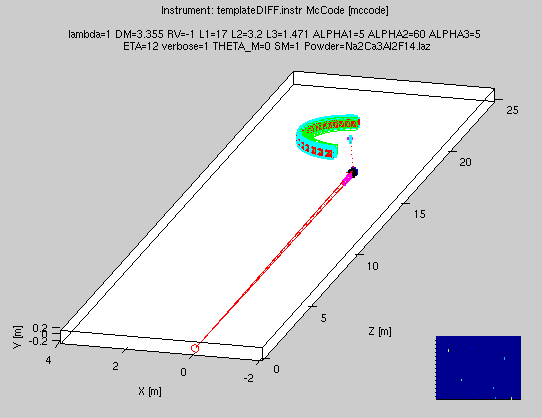 Instrument: templateDIFF.instr McCode [mccode]
lambda=1 DM=3.355 RV=-1 L1=17 L2=3.2 L3=1.471 ALPHA1=5 ALPHA2=60 ALPHA3=5
ETA=12 verbose=1 THETA_M=0 SM=1 Powder=Na2Ca3Al2F14.laz
25
20
15
10
5
0
Z [m]
0.2
0
-0.2
Y [m]
4
2
0
-2
X [m]